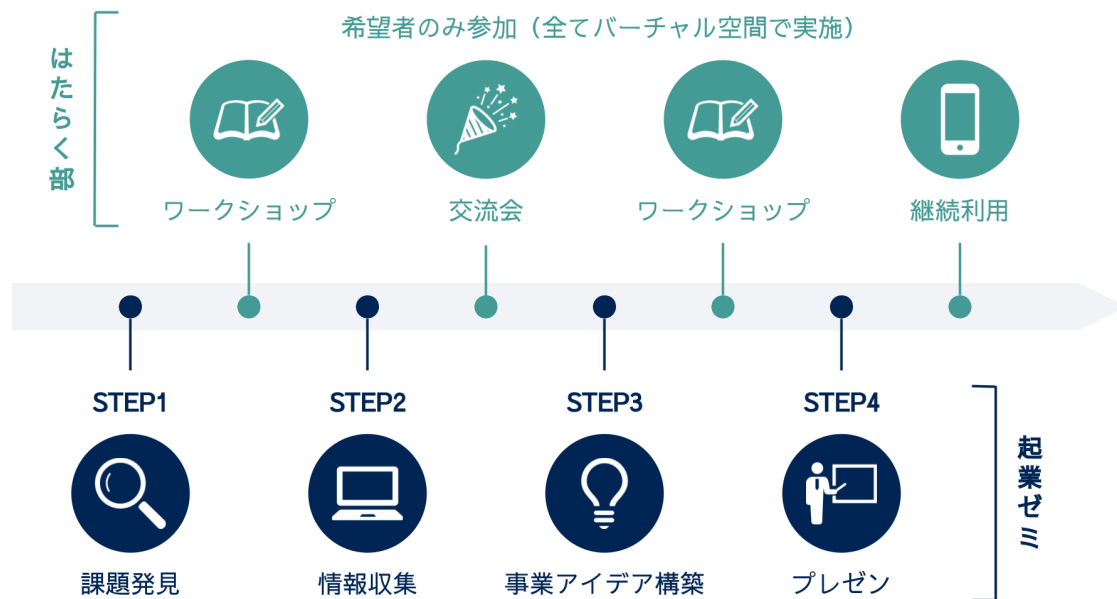 はたらく部
希望者のみ参加（全てバーチャル空間で実施）
ワークショップ
交流会
ワークショップ
継続利用
STEP1
STEP2
STEP3
STEP4
課題発見
情報収集
事業アイデア構築
プレゼン
起業ゼミ